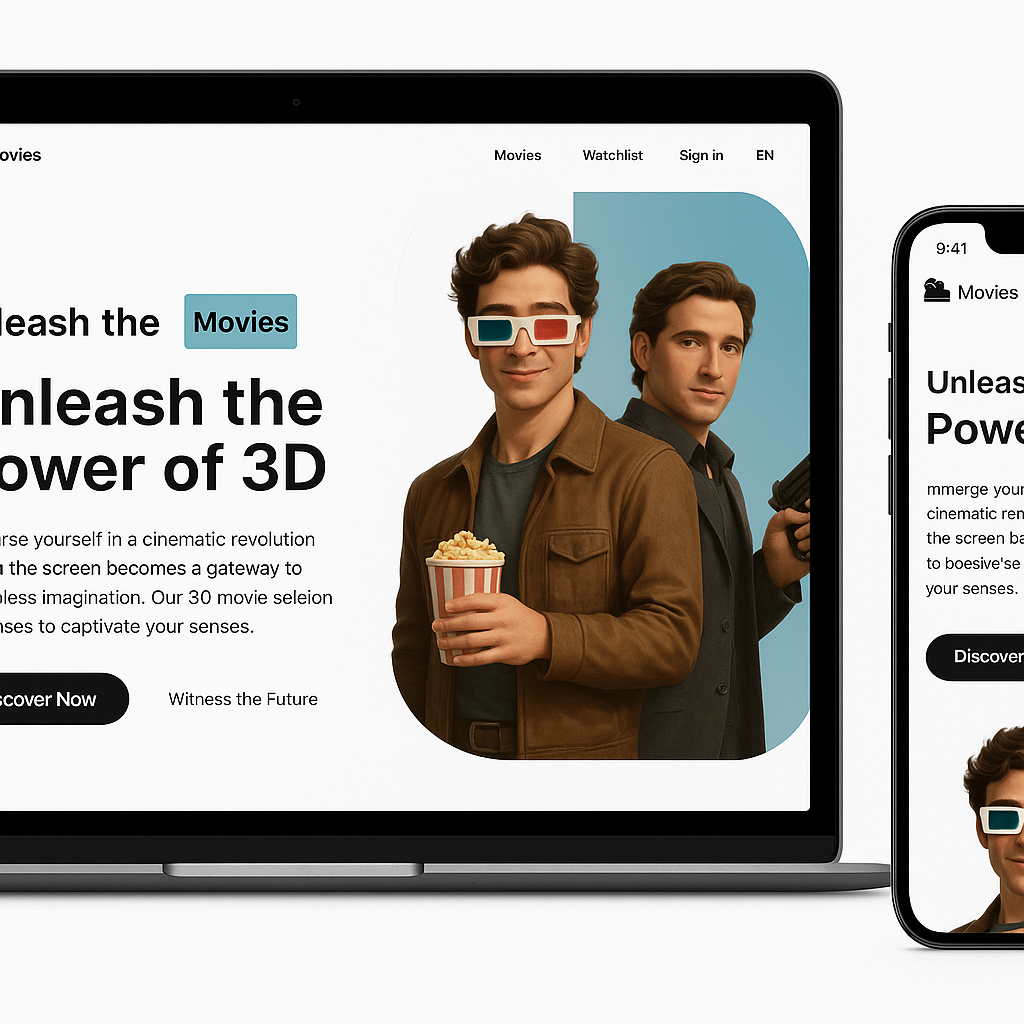 ovies
Movies Watchlist Sign in EN
leash the Movies
nleash the
ower of 3D
arse yourself in a cinematic revolution
the screen becomes a gateway to
less imagination. Our 30 movie seleion
nses to captivate your senses.
scover Now
Witness the Future
9:41
Movies
Unleas
Powe
mmerge your
cinematic ren
the screen ba
to boesive'se
your senses.
Discover